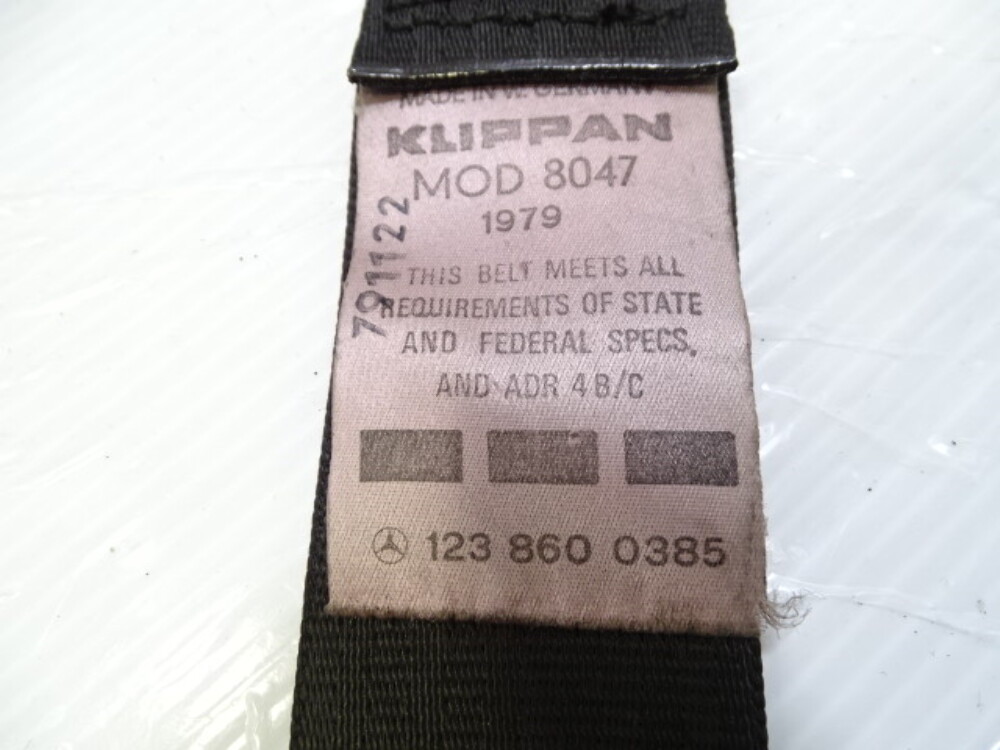 MADE IN W. GERMANY
KLIPPAN
MOD 8047
1979
791122
THIS BELT MEETS ALL
REQUIREMENTS OF STATE
AND FEDERAL SPECS,
AND ADR 4B/C
123 860 0385